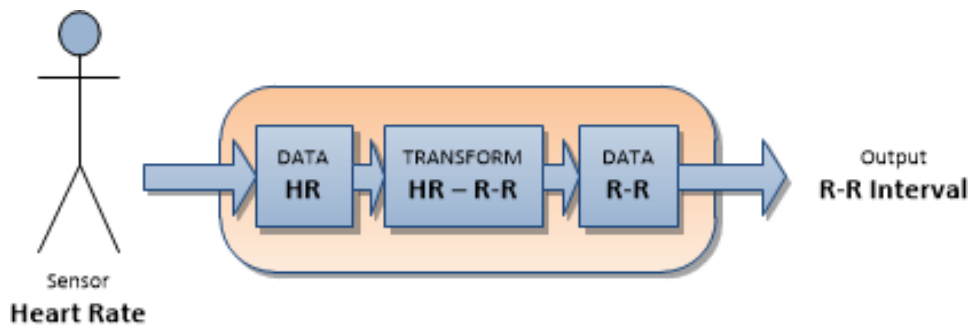 Sensor
Heart Rate
DATA
HR
TRANSFORM
HR – R-R
DATA
R-R
Output
R-R Interval